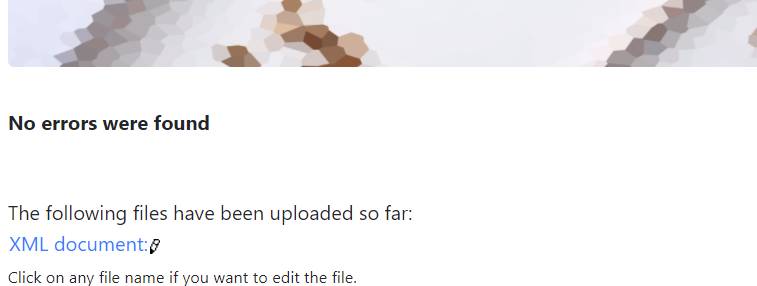 No errors were found
The following files have been uploaded so far:
XML document:
Click on any file name if you want to edit the file.